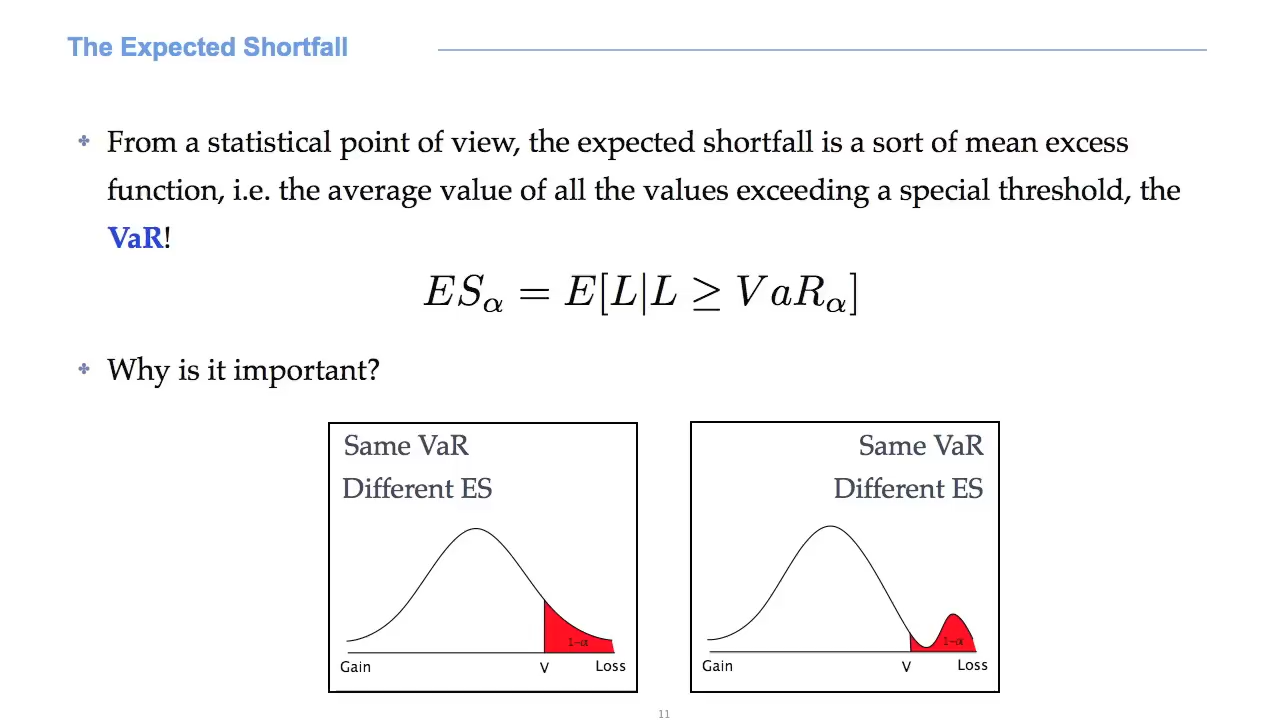 The Expected Shortfall
✤ From a statistical point of view, the expected shortfall is a sort of mean excess
function, i.e. the average value of all the values exceeding a special threshold, the
VaR!
ES_α = E[L|L ≥ VaR_α]
✤ Why is it important?
Same VaR
Different ES
1-α
Gain V Loss
Same VaR
Different ES
1-α
Gain V Loss
11